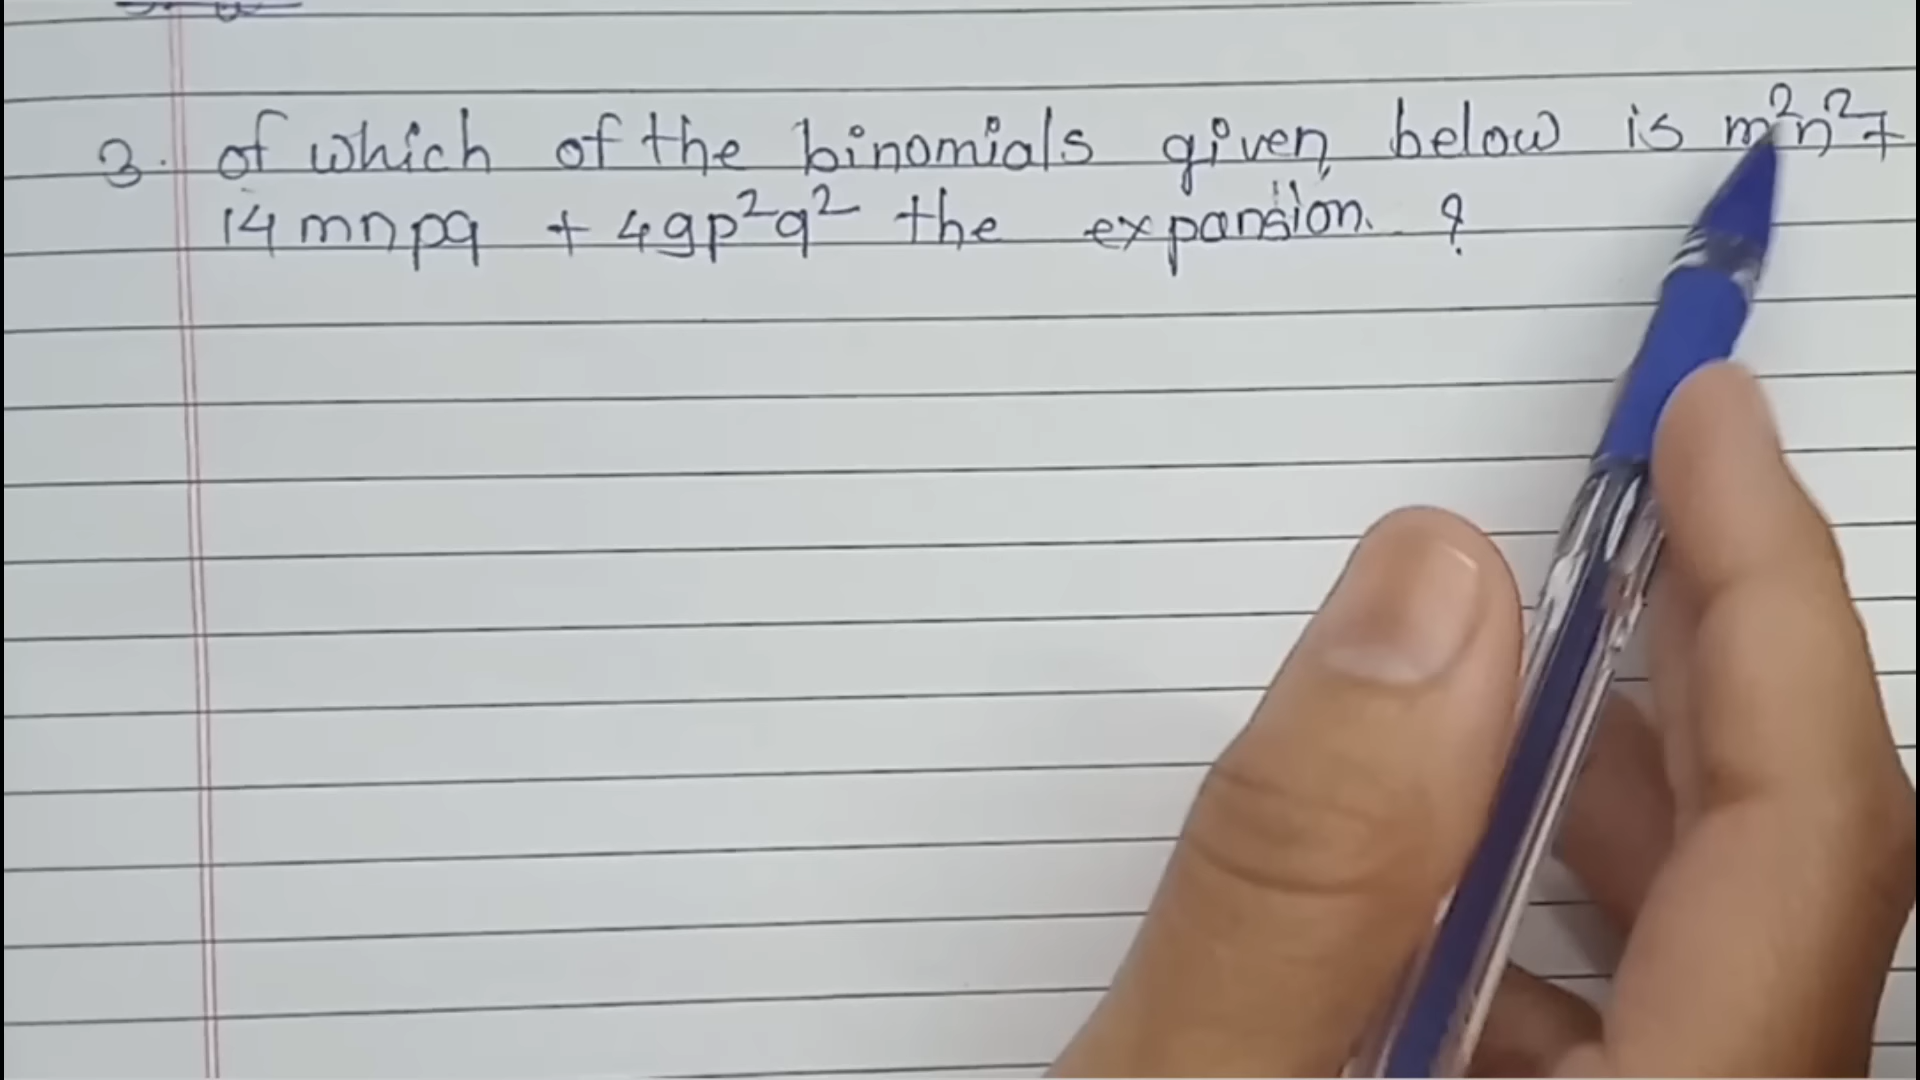 3. of which of the binomials given below is m²n²+
14 mnpq + 49p²q² the expansion. ?